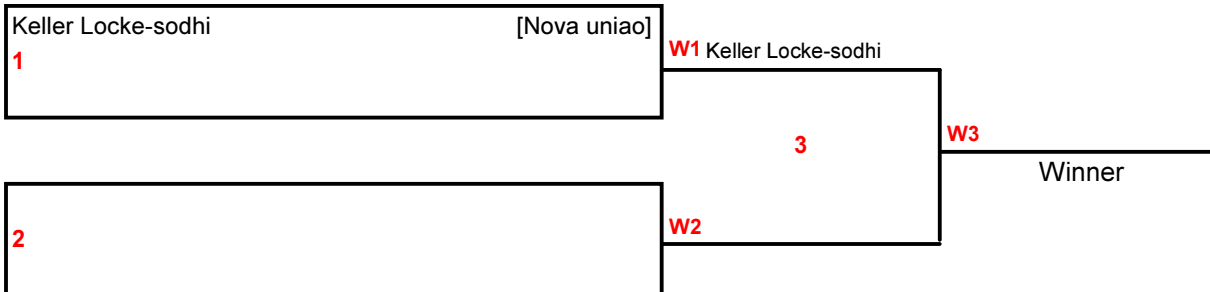 Keller Locke-sodhi [Nova uniao]
1
W1 Keller Locke-sodhi
3
W3
Winner
2
W2